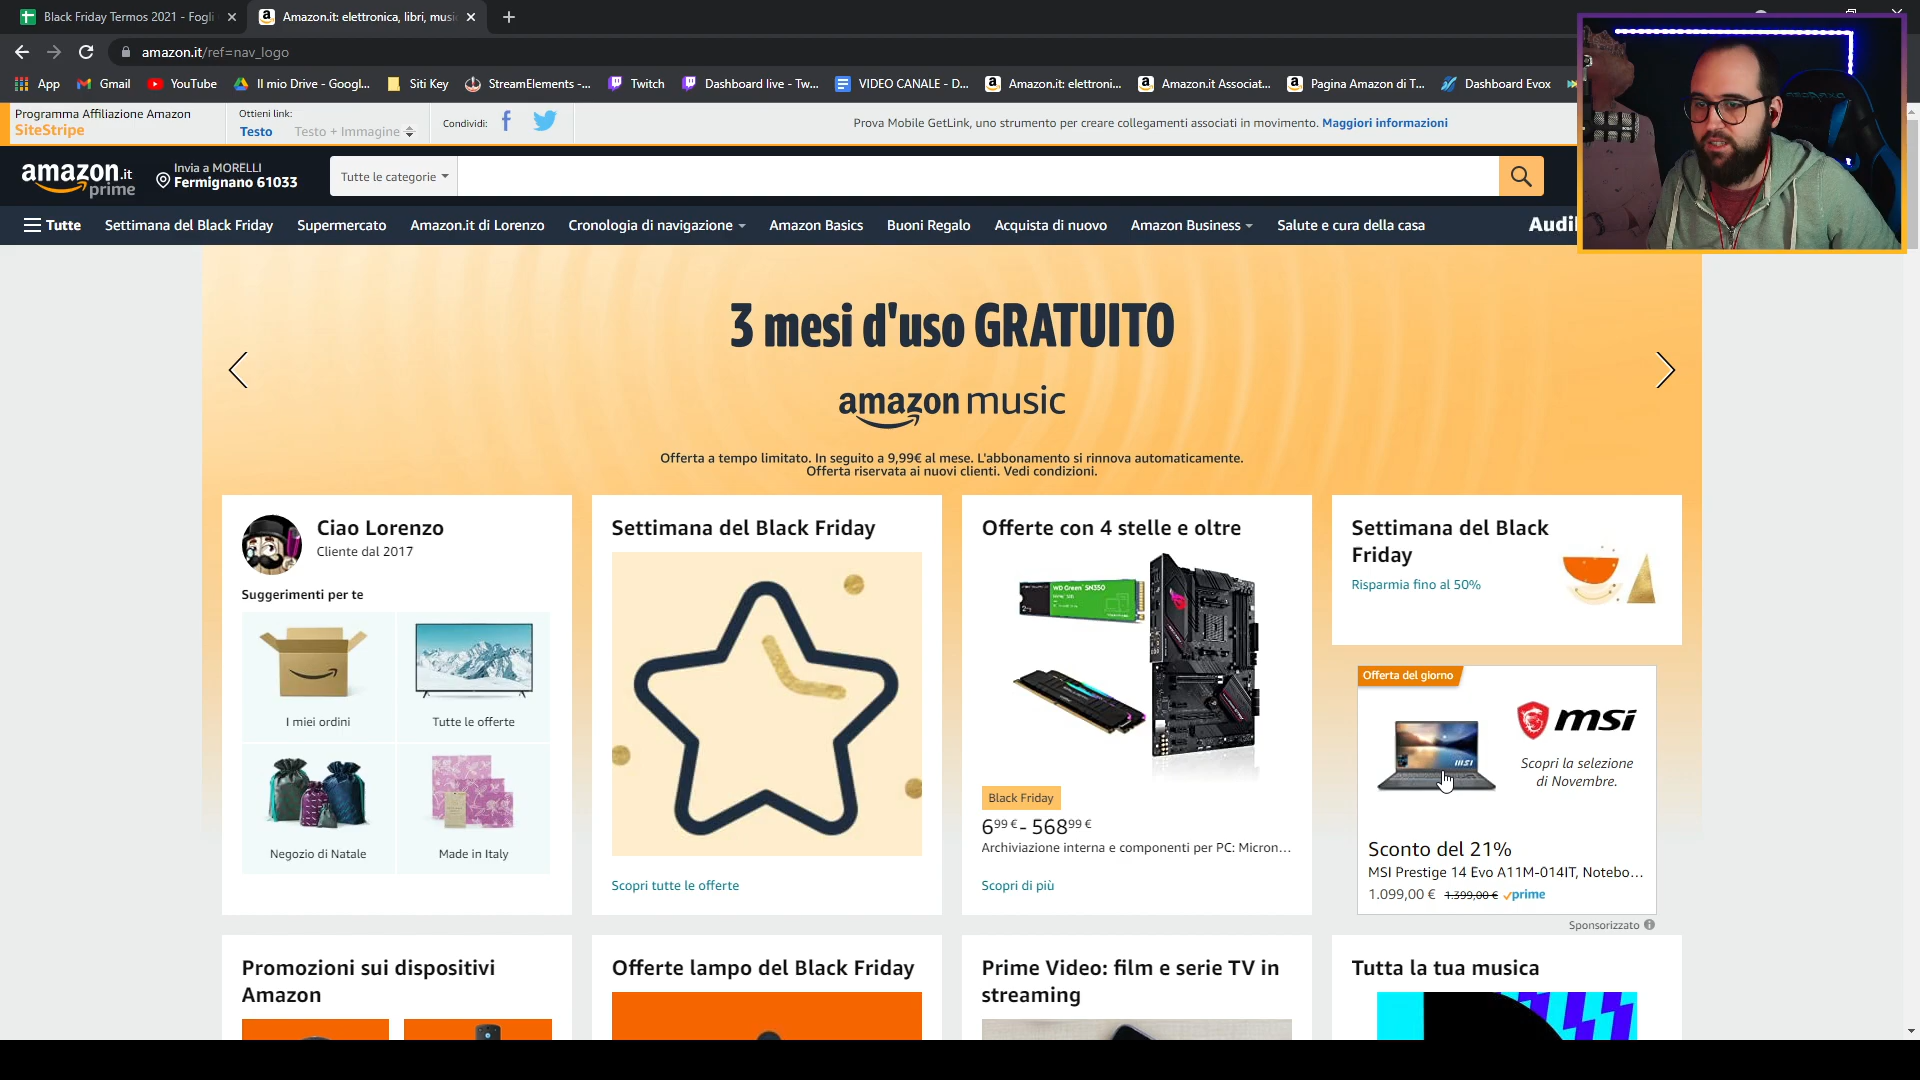 Black Friday Termos 2021 - Fogli
Amazon.it: elettronica, libri, musi
amazon.it/ref=nav_logo
App
Gmail
YouTube
Il mio Drive - Googl...
Siti Key
StreamElements -...
Twitch
Dashboard live - Tw...
VIDEO CANALE - D...
Amazon.it: elettroni...
Amazon.it Associat...
Pagina Amazon di T...
Dashboard Evox
Programma Affiliazione Amazon
SiteStripe
Ottieni link:
Testo
Testo + Immagine
Condividi:
Prova Mobile GetLink, uno strumento per creare collegamenti associati in movimento. Maggiori informazioni
amazon.it
prime
Invia a MORELLI
Fermignano 61033
Tutte le categorie
Tutte
Settimana del Black Friday
Supermercato
Amazon.it di Lorenzo
Cronologia di navigazione
Amazon Basics
Buoni Regalo
Acquista di nuovo
Amazon Business
Salute e cura della casa
Audi
3 mesi d'uso GRATUITO
amazon music
Offerta a tempo limitato. In seguito a 9,99€ al mese. L'abbonamento si rinnova automaticamente.
Offerta riservata ai nuovi clienti. Vedi condizioni.
Ciao Lorenzo
Cliente dal 2017
Suggerimenti per te
I miei ordini
Tutte le offerte
Negozio di Natale
Made in Italy
Settimana del Black Friday
Scopri tutte le offerte
Offerte con 4 stelle e oltre
WD Green SN350
Black Friday
699 € - 56899 €
Archiviazione interna e componenti per PC: Micron...
Scopri di più
Settimana del Black
Friday
Risparmia fino al 50%
Offerta del giorno
msi
Scopri la selezione
di Novembre.
msi
Sconto del 21%
MSI Prestige 14 Evo A11M-014IT, Notebo...
1.099,00 € 1.399,00 € prime
Sponsorizzato
Promozioni sui dispositivi
Amazon
Offerte lampo del Black Friday
Prime Video: film e serie TV in
streaming
Tutta la tua musica